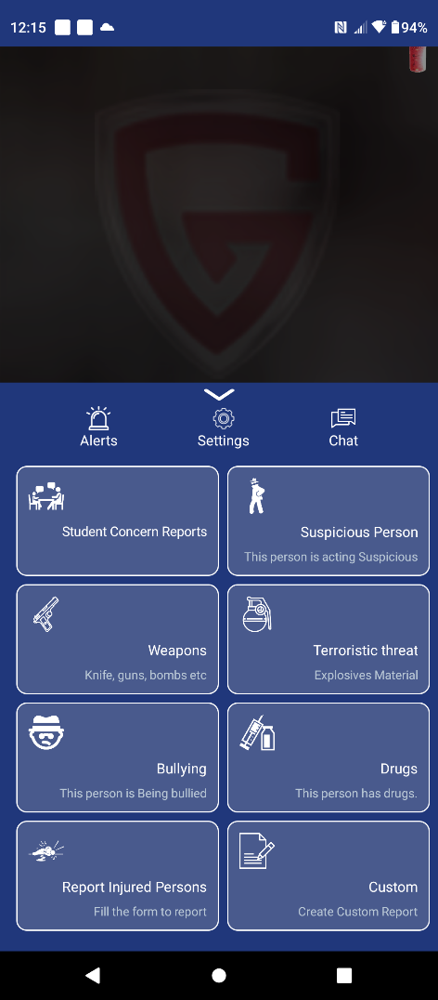 12:15
94%
Alerts
Settings
Chat
Student Concern Reports
Suspicious Person
This person is acting Suspicious
Weapons
Knife, guns, bombs etc
Terroristic threat
Explosives Material
Bullying
This person is Being bullied
Drugs
This person has drugs.
Report Injured Persons
Fill the form to report
Custom
Create Custom Report